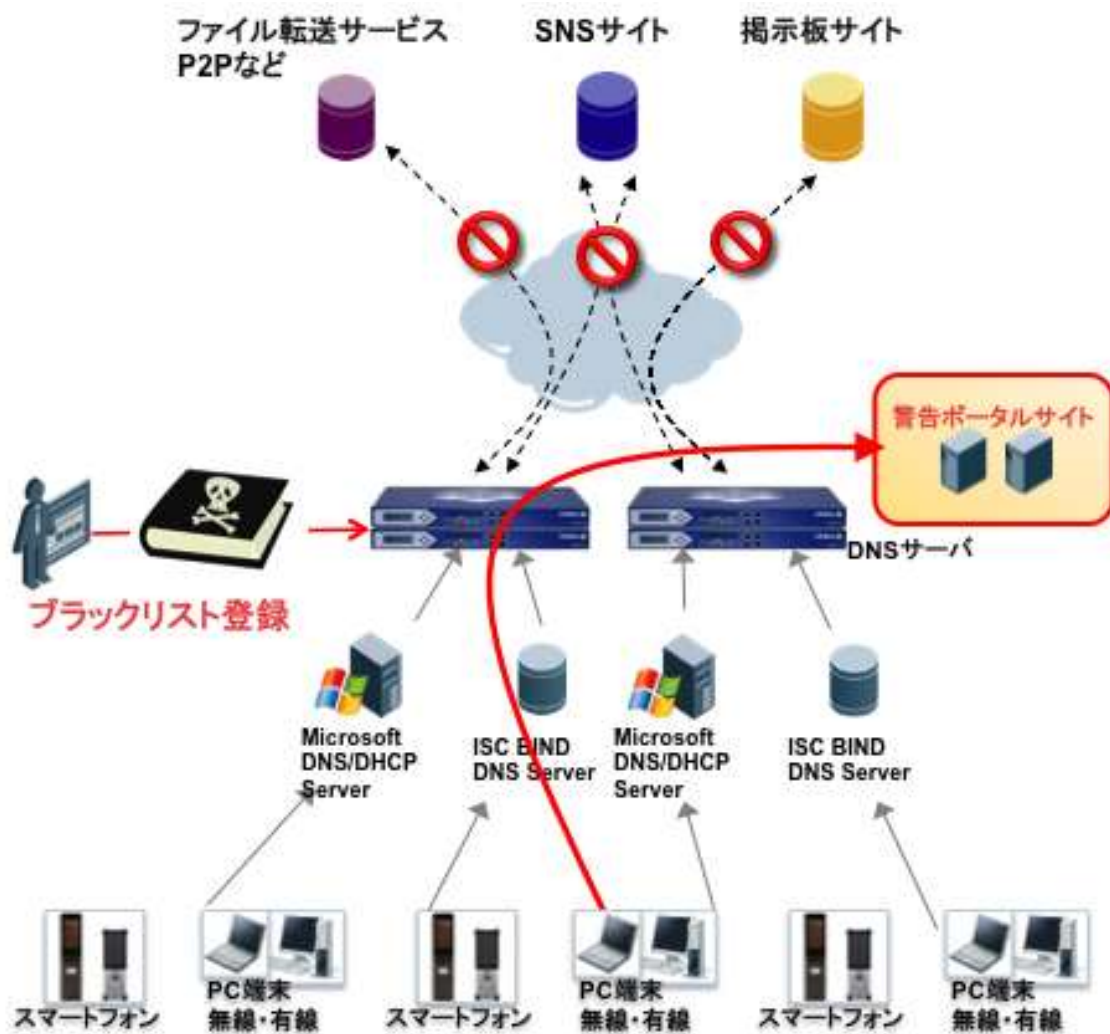 ファイル転送サービス
P2Pなど
SNSサイト
掲示板サイト
警告ポータルサイト
DNSサーバ
ブラックリスト登録
Microsoft
DNS/DHCP
Server
ISC BIND
DNS Server
Microsoft
DNS/DHCP
Server
ISC BIND
DNS Server
スマートフォン
PC端末
無線・有線
スマートフォン
PC端末
無線・有線
スマートフォン
PC端末
無線・有線